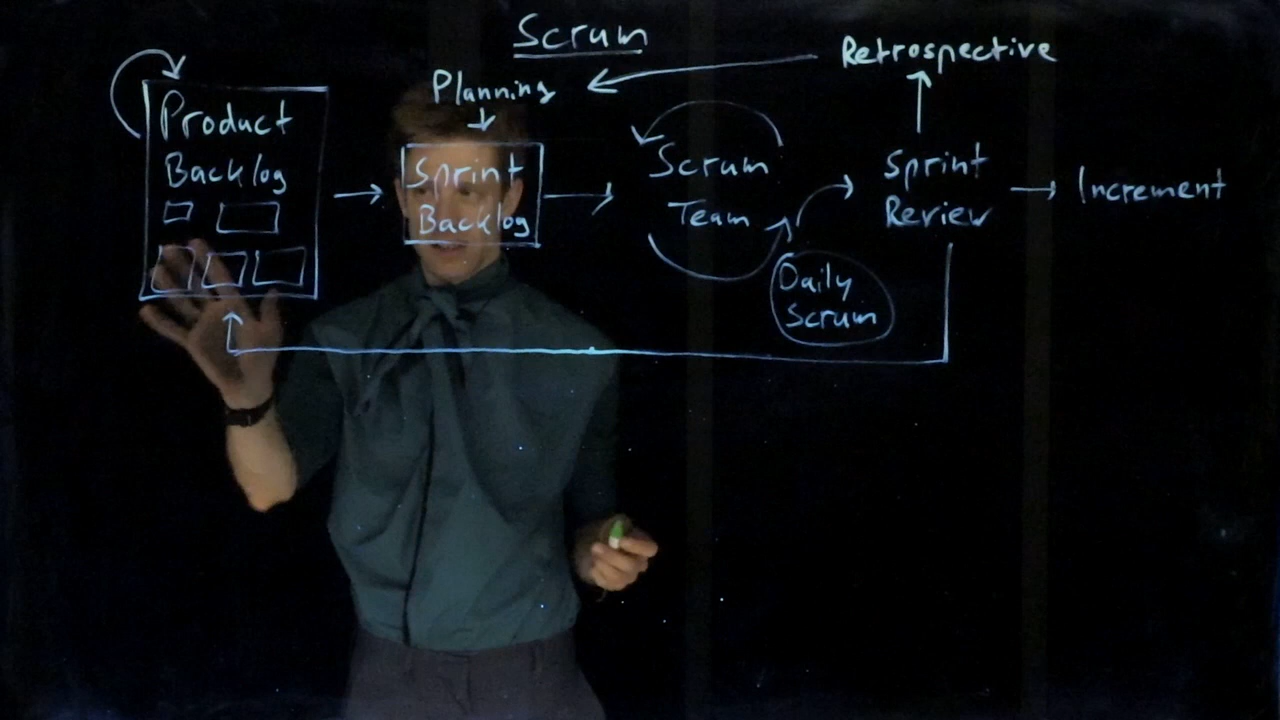 Scrum
Retrospective
Planning
Product
Backlog
Sprint
Backlog
Scrum
Team
Sprint
Review
Increment
Daily
Scrum